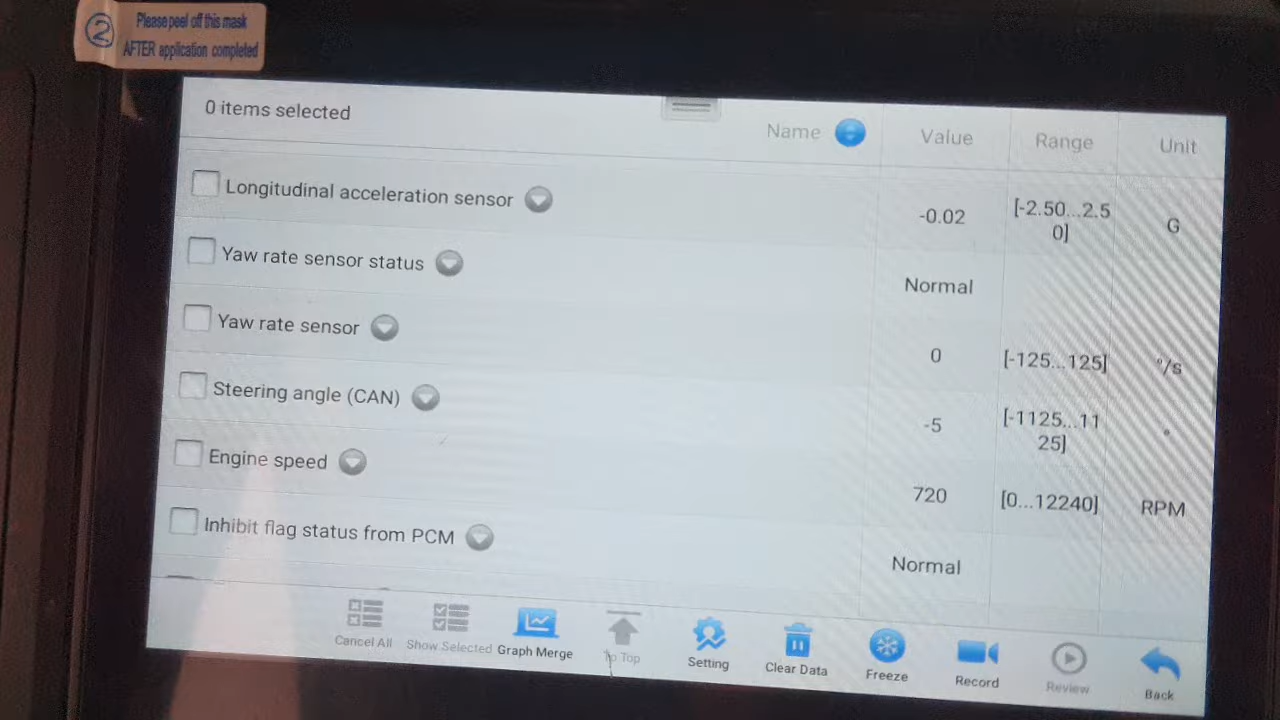 2
Please peel off this mask
AFTER application completed
0 items selected
Name Value Range Unit
Longitudinal acceleration sensor -0.02 [-2.50...2.5
0] G
Yaw rate sensor status Normal
Yaw rate sensor 0 [-125...125] °/s
Steering angle (CAN) -5 [-1125...11
25] °
Engine speed 720 [0...12240] RPM
Inhibit flag status from PCM Normal
Cancel All Show Selected Graph Merge To Top Setting Clear Data Freeze Record Review Back